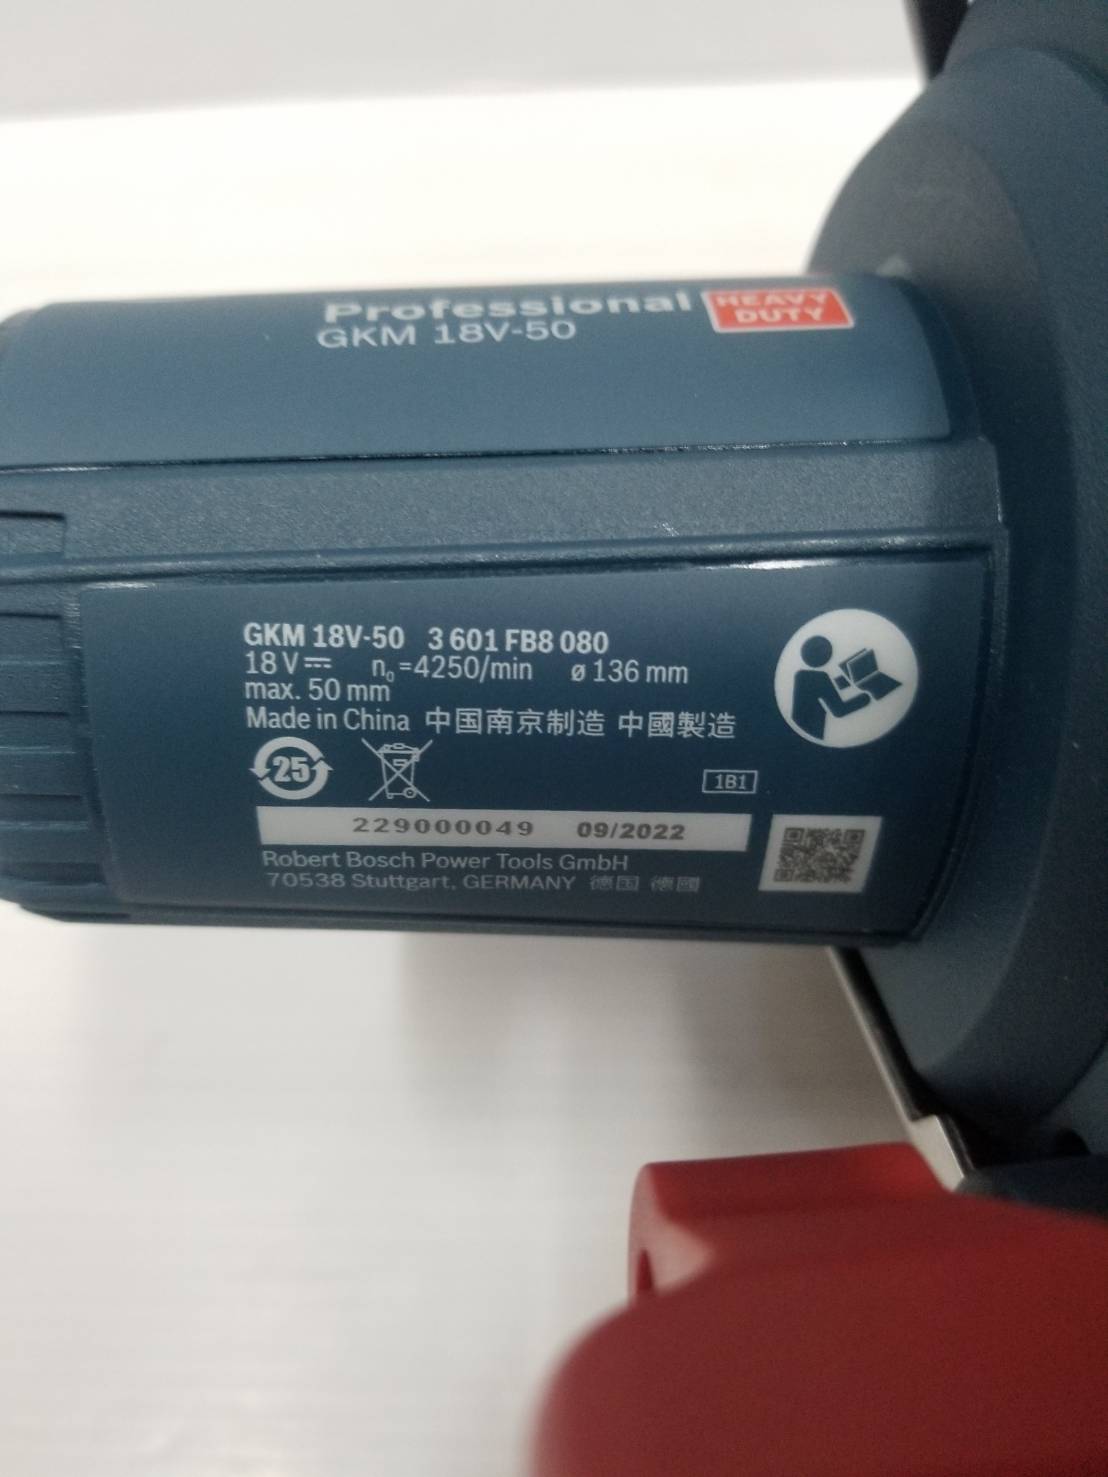 Professional HEAVY DUTY
GKM 18V-50
GKM 18V-50 3 601 FB8 080
18 V⎓ n₀=4250/min ø 136 mm
max. 50 mm
Made in China 中国南京制造 中國製造
25
1B1
229000049 09/2022
Robert Bosch Power Tools GmbH
70538 Stuttgart, GERMANY 德国 德國